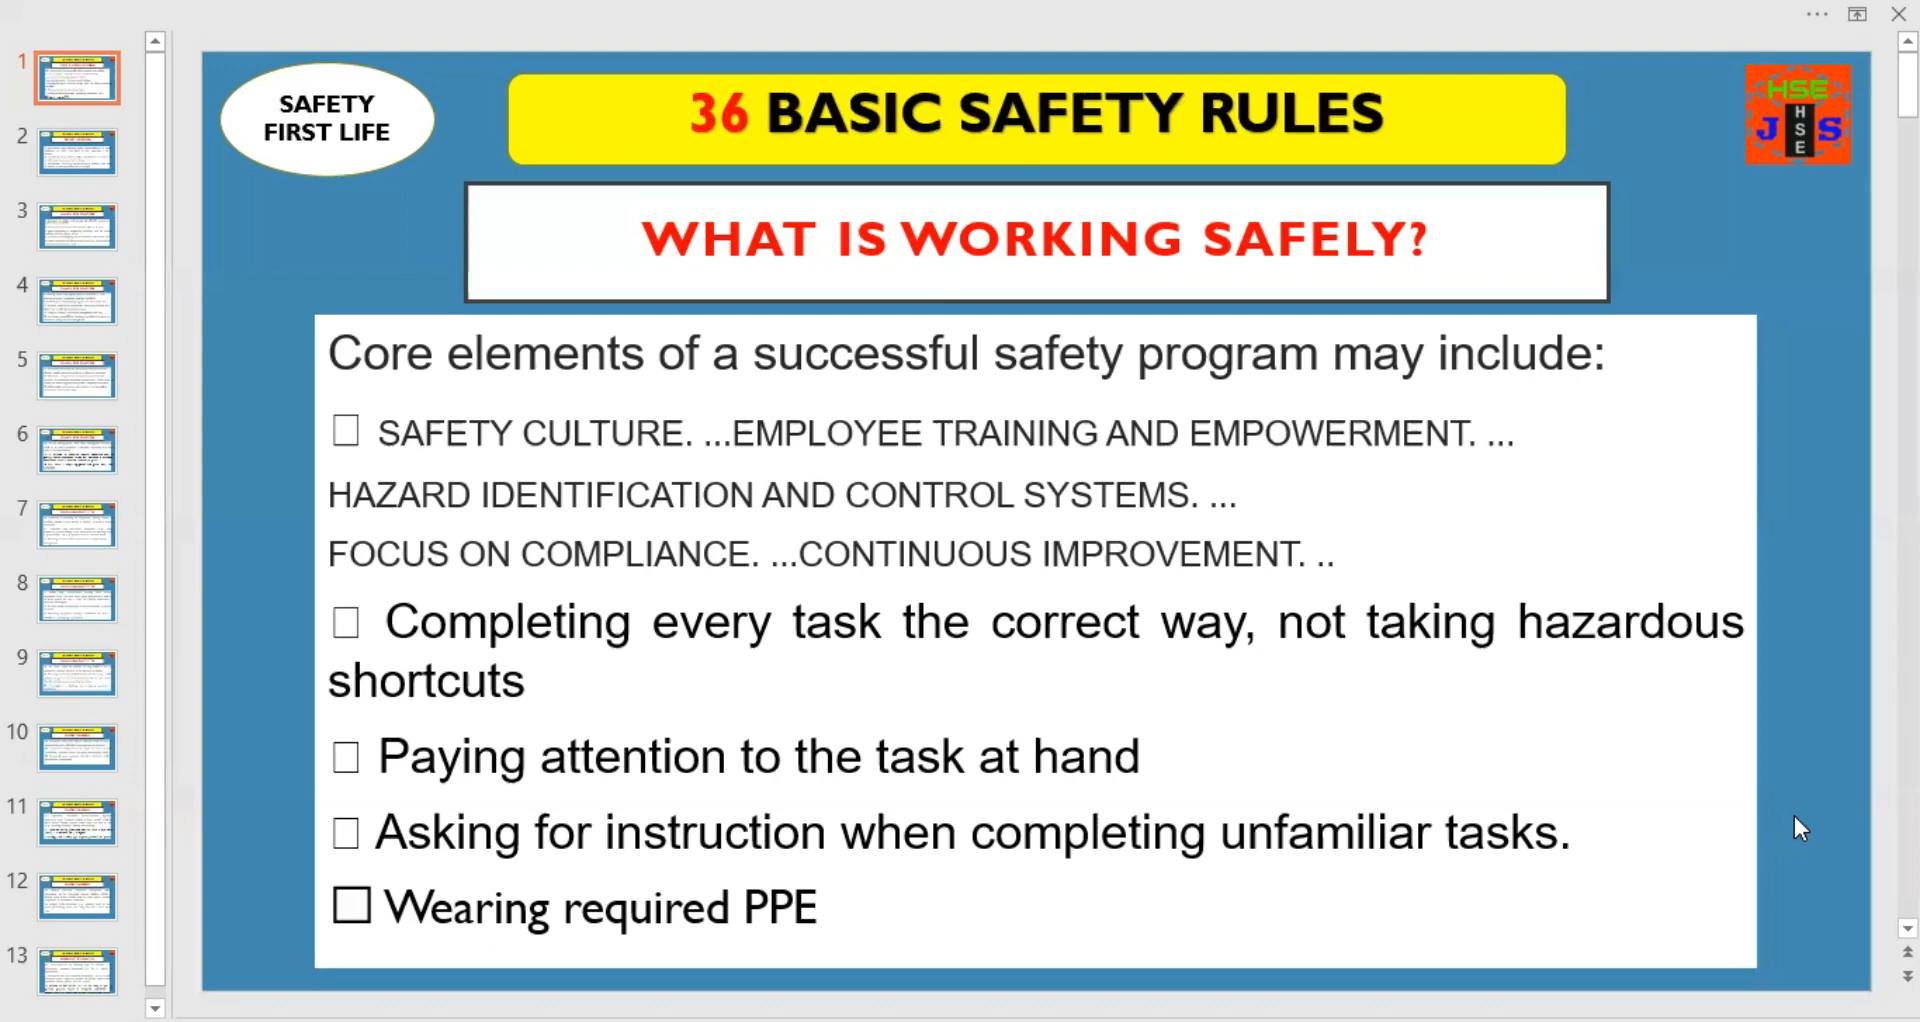 SAFETY
FIRST LIFE
36 BASIC SAFETY RULES
HSE
J HSE S
WHAT IS WORKING SAFELY?
Core elements of a successful safety program may include:
☐ SAFETY CULTURE. ...EMPLOYEE TRAINING AND EMPOWERMENT. ...
HAZARD IDENTIFICATION AND CONTROL SYSTEMS. ...
FOCUS ON COMPLIANCE. ...CONTINUOUS IMPROVEMENT. ..
☐ Completing every task the correct way, not taking hazardous
shortcuts
☐ Paying attention to the task at hand
☐ Asking for instruction when completing unfamiliar tasks.
☐ Wearing required PPE
1
2
3
4
5
6
7
8
9
10
11
12
13